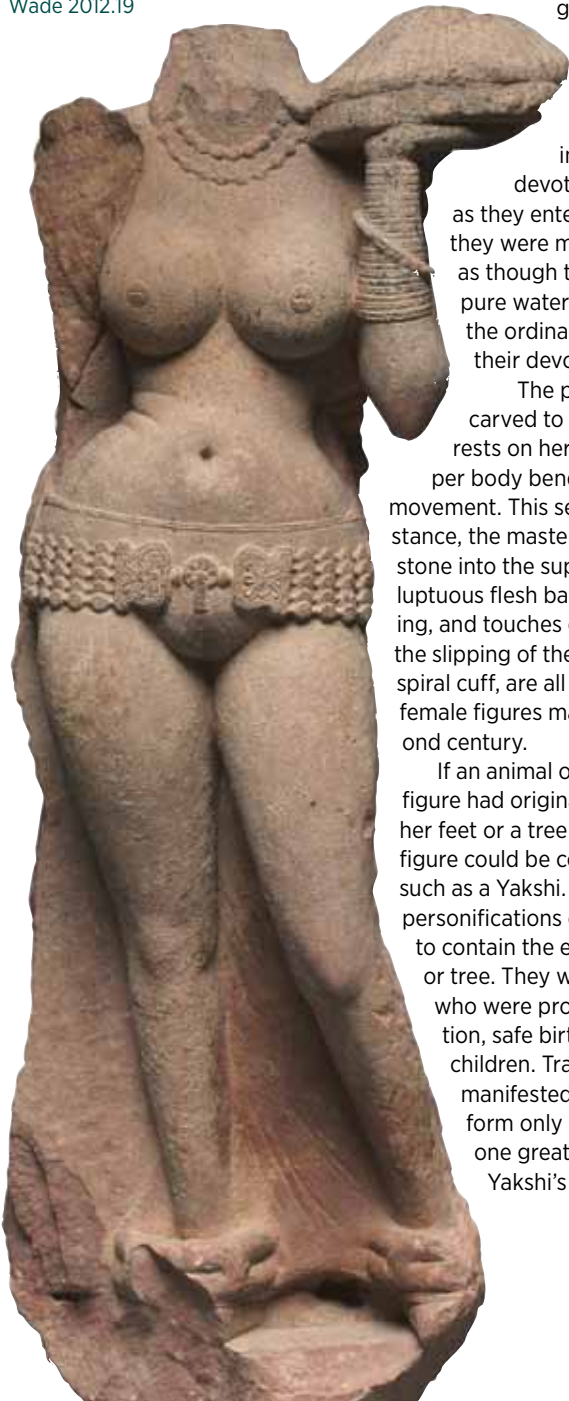 Wade 2012.19
g
in
devot
as they ente
they were m
as though t
pure water
the ordina
their devo
The p
carved to
rests on her
per body ben
movement. This se
stance, the maste
stone into the sup
luptuous flesh ba
ing, and touches
the slipping of the
spiral cuff, are all
female figures ma
ond century.
If an animal o
figure had origina
her feet or a tree
figure could be c
such as a Yakshi.
personifications
to contain the e
or tree. They w
who were pro
tion, safe birt
children. Tra
manifested
form only
one great
Yakshi's